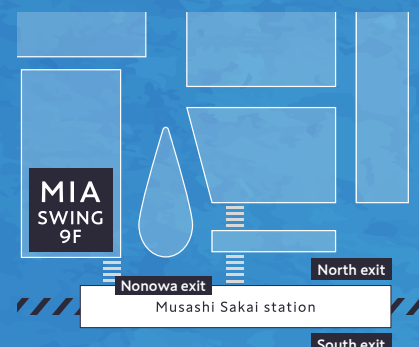 MIA
SWING
9F
North exit
Nonowa exit
Musashi Sakai station
South exit